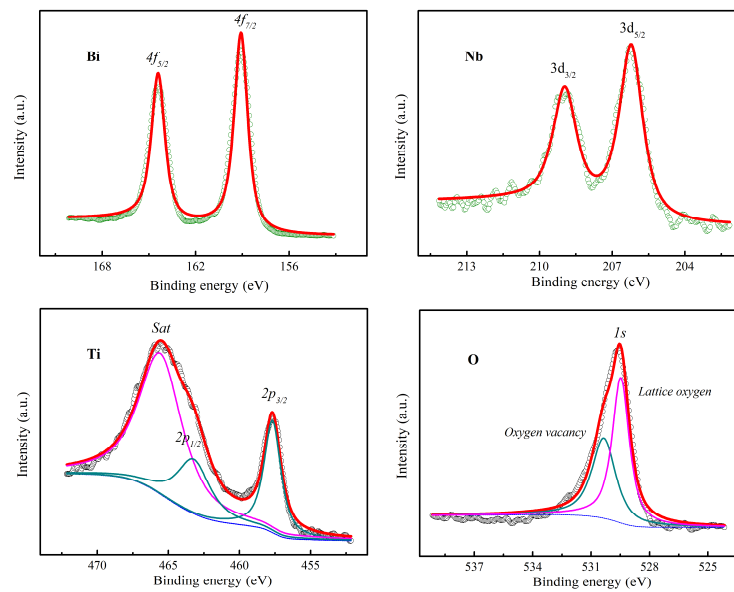 Bi
4f5/2
4f7/2
Intensity (a.u.)
168
162
156
Binding energy (eV)
Nb
3d3/2
3d5/2
Intensity (a.u.)
213
210
207
204
Binding energy (eV)
Ti
Sat
2p1/2
2p3/2
Intensity (a.u.)
470
465
460
455
Binding energy (eV)
O
1s
Oxygen vacancy
Lattice oxygen
Intensity (a.u.)
537
534
531
528
525
Binding energy (eV)